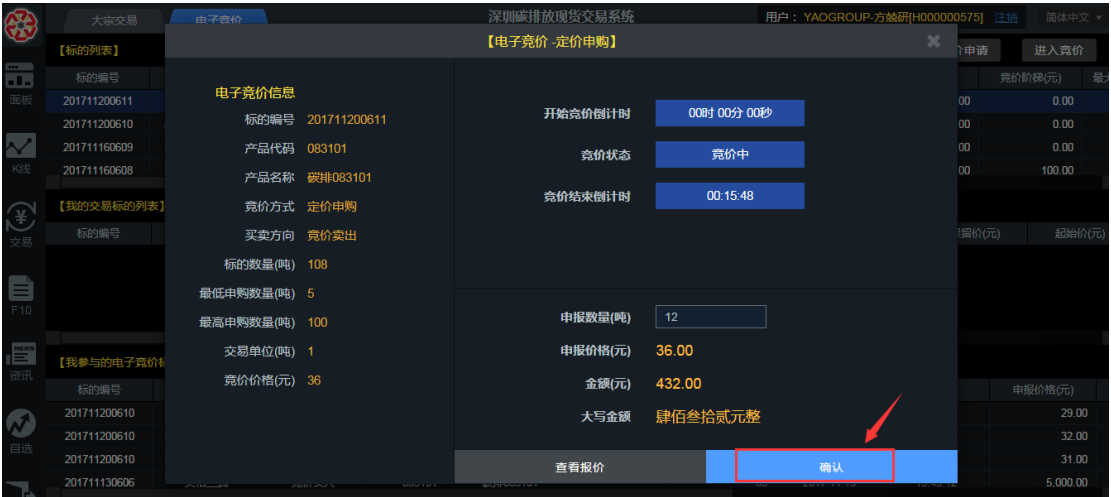 大宗交易
电子竞价
深圳碳排放现货交易系统
用户： YAOGROUP-方兢研[H000000575] 注销
简体中文
【标的列表】
【电子竞价 -定价申购】
价申请
进入竞价
标的编号
竞价阶梯(元)
面板
201711200611
00
0.00
201711200610
00
0.00
201711160609
00
0.00
K线
201711160608
00
100.00
电子竞价信息
标的编号 201711200611
产品代码 083101
产品名称 碳排083101
竞价方式 定价申购
买卖方向 竞价卖出
标的数量(吨) 108
最低申购数量(吨) 5
最高申购数量(吨) 100
交易单位(吨) 1
竞价价格(元) 36
开始竞价倒计时 00时 00分 00秒
竞价状态 竞价中
竞价结束倒计时 00:15:48
申报数量(吨) 12
申报价格(元) 36.00
金额(元) 432.00
大写金额 肆佰叁拾贰元整
查看报价
确认
【我的交易标的列表】
交易
标的编号
留价(元)
起始价(元)
F10
NEWS
资讯
【我参与的电子竞价标
标的编号
申报价格(元)
201711200610
29.00
自选
201711200610
32.00
201711200610
31.00
201711130606
5,000.00